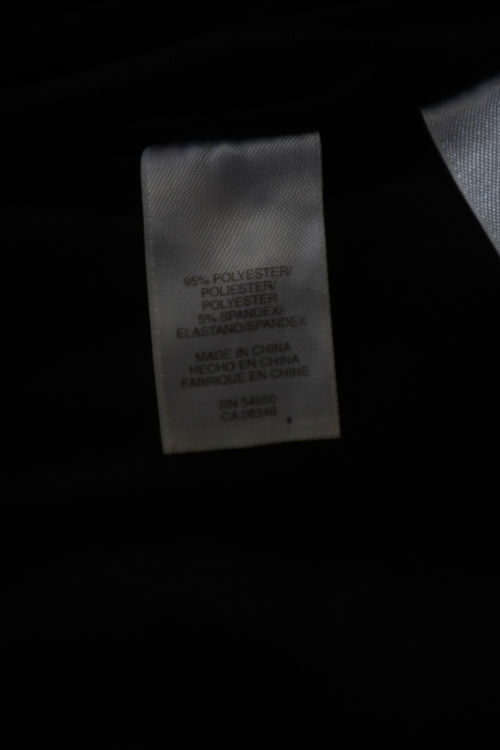 95% POLYESTER/
POLIESTER/
POLYESTER
5% SPANDEX/
ELASTANO/SPANDEX
MADE IN CHINA
HECHO EN CHINA
FABRIQUE EN CHINE
RN 54050
CA 08349